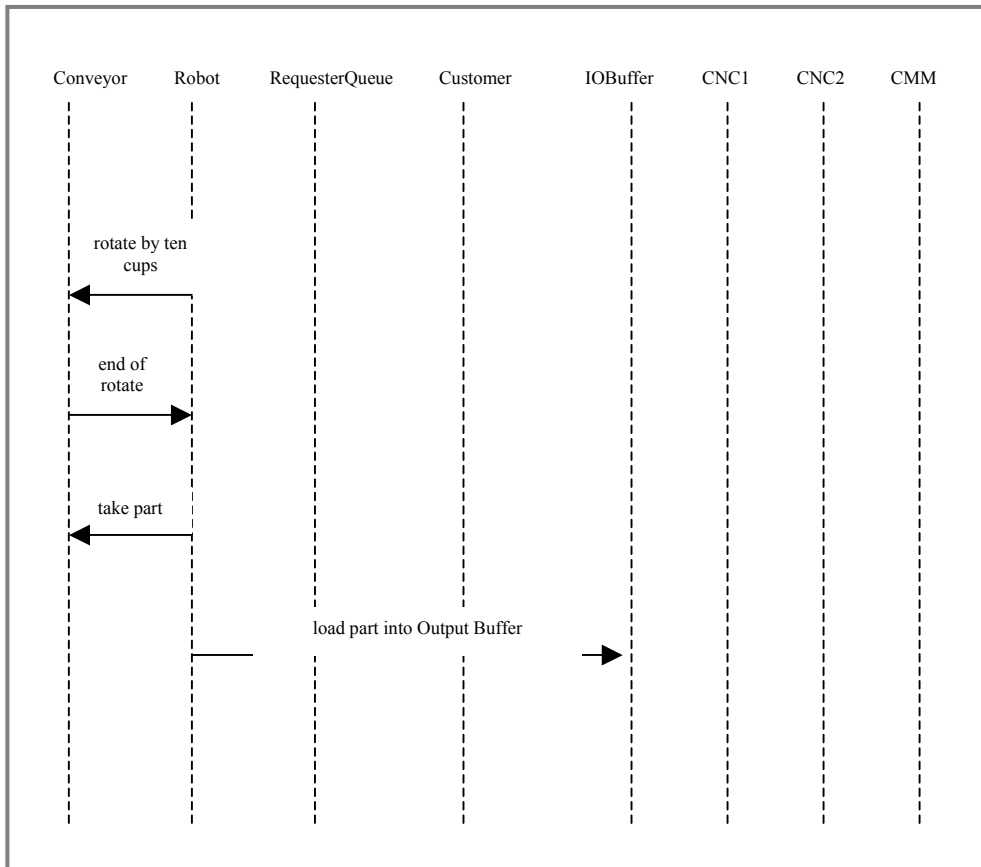 Conveyor Robot RequesterQueue Customer IOBuffer CNC1 CNC2 CMM
rotate by ten
cups
end of
rotate
take part
load part into Output Buffer